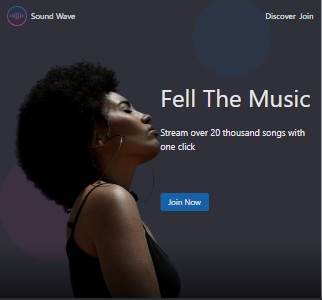 Sound Wave
Discover Join
Fell The Music
Stream over 20 thousand songs with
one click
Join Now